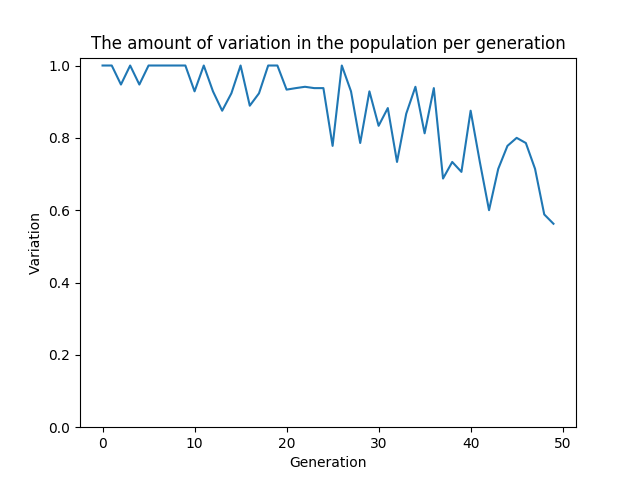 The amount of variation in the population per generation
1.0
0.8
0.6
0.4
0.2
0.0
Variation
0 10 20 30 40 50
Generation